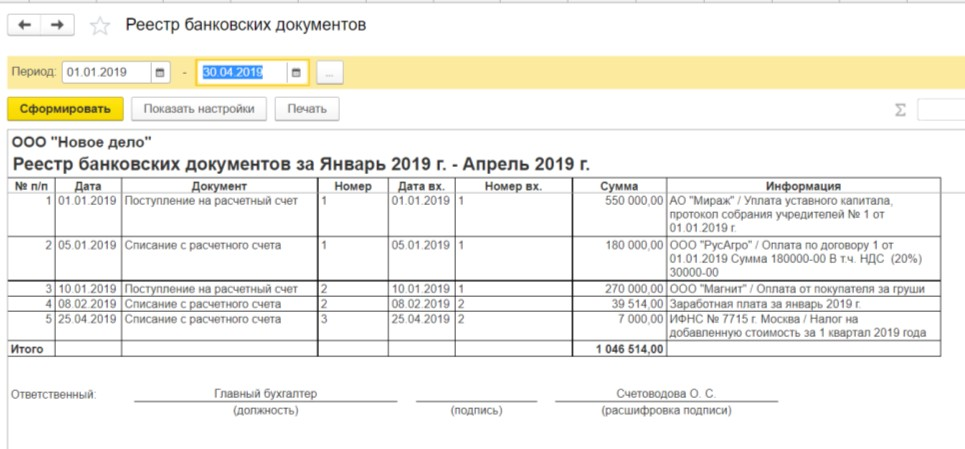 Реестр банковских документов
Период: 01.01.2019 - 30.04.2019 ...
Сформировать Показать настройки Печать Σ
ООО "Новое дело"
Реестр банковских документов за Январь 2019 г. - Апрель 2019 г.
№ п/п Дата Документ Номер Дата вх. Номер вх. Сумма Информация
1 01.01.2019 Поступление на расчетный счет 1 01.01.2019 1 550 000,00 АО "Мираж" / Уплата уставного капитала,
протокол собрания учредителей № 1 от
01.01.2019 г.
2 05.01.2019 Списание с расчетного счета 1 05.01.2019 1 180 000,00 ООО "РусАгро" / Оплата по договору 1 от
01.01.2019 Сумма 180000-00 В т.ч. НДС (20%)
30000-00
3 10.01.2019 Поступление на расчетный счет 2 10.01.2019 1 270 000,00 ООО "Магнит" / Оплата от покупателя за груши
4 08.02.2019 Списание с расчетного счета 2 08.02.2019 2 39 514,00 Заработная плата за январь 2019 г.
5 25.04.2019 Списание с расчетного счета 3 25.04.2019 2 7 000,00 ИФНС № 7715 г. Москва / Налог на
добавленную стоимость за 1 квартал 2019 года
Итого 1 046 514,00
Ответственный: Главный бухгалтер Счетоводова О. С.
(должность) (подпись) (расшифровка подписи)